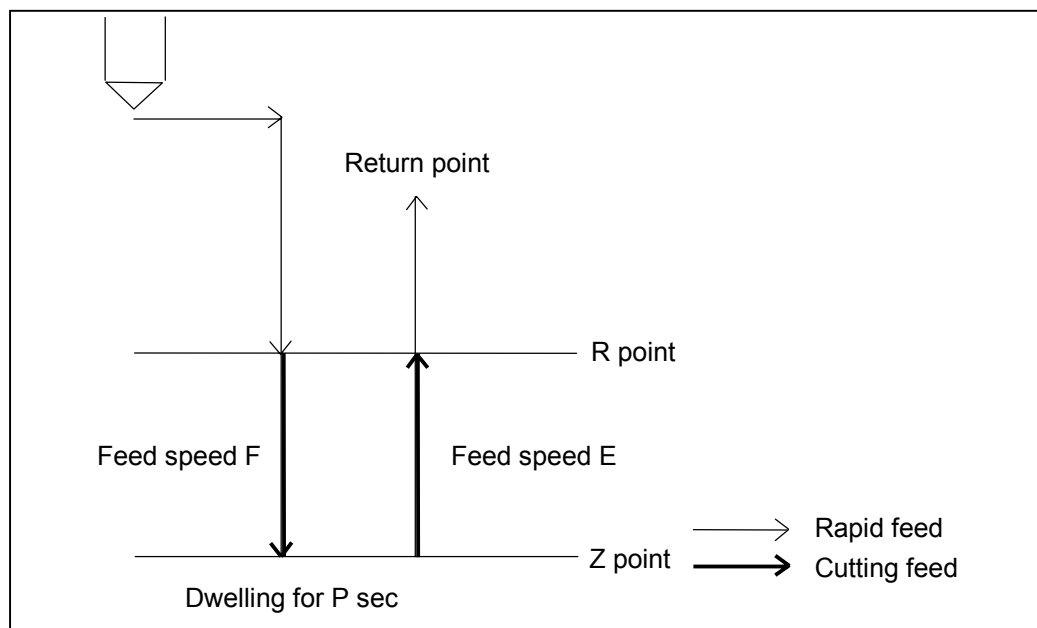 Return point
R point
Feed speed F
Feed speed E
Rapid feed
Z point
Cutting feed
Dwelling for P sec